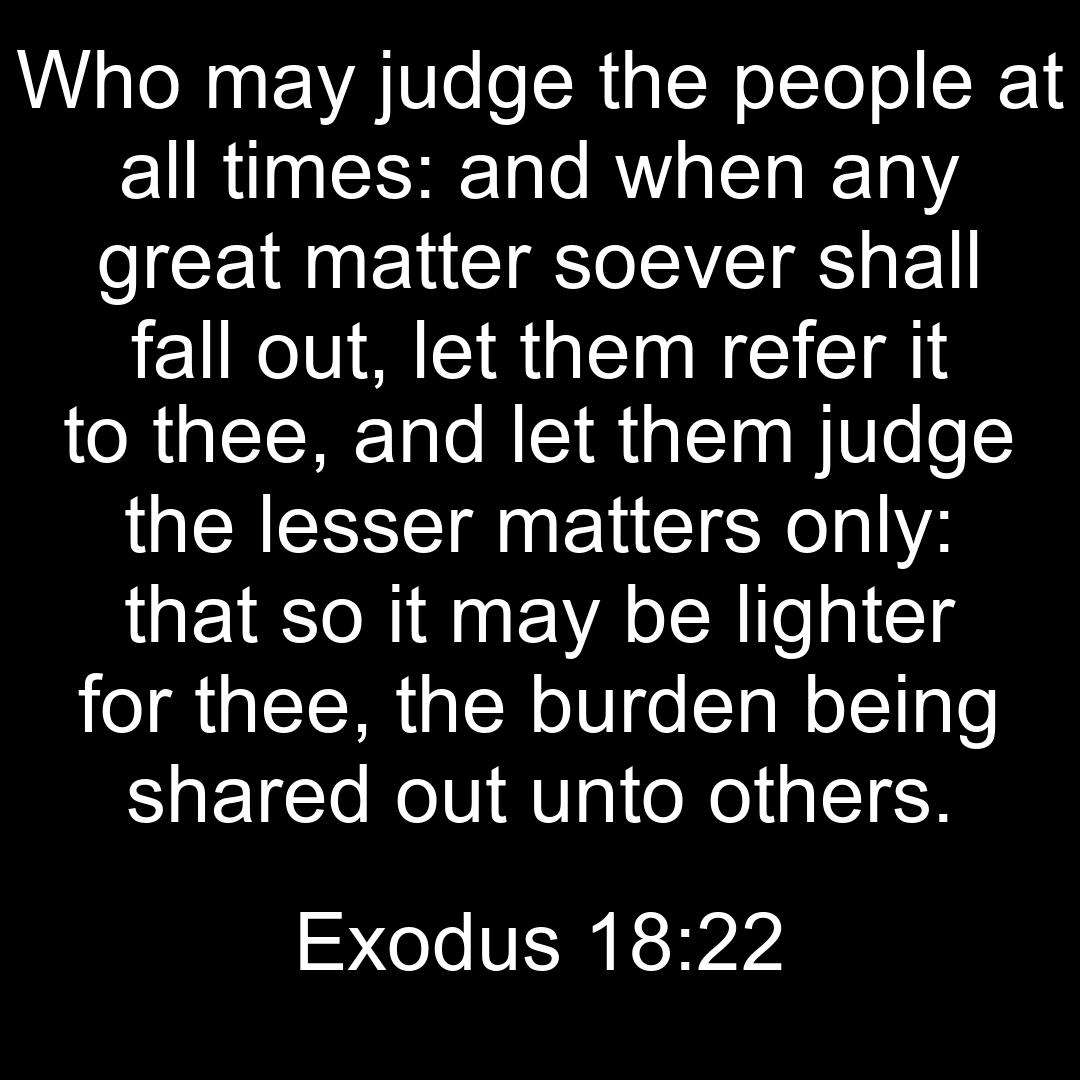 Who may judge the people at
all times: and when any
great matter soever shall
fall out, let them refer it
to thee, and let them judge
the lesser matters only:
that so it may be lighter
for thee, the burden being
shared out unto others.
Exodus 18:22